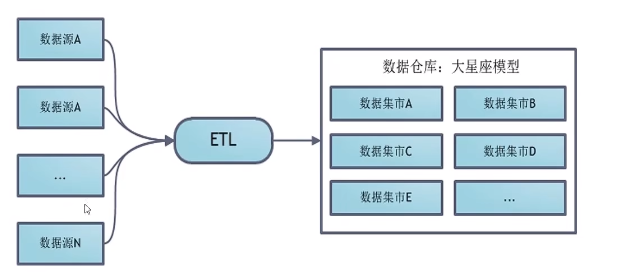 数据源A
数据源A
...
数据源N
ETL
数据仓库：大星座模型
数据集市A
数据集市B
数据集市C
数据集市D
数据集市E
...